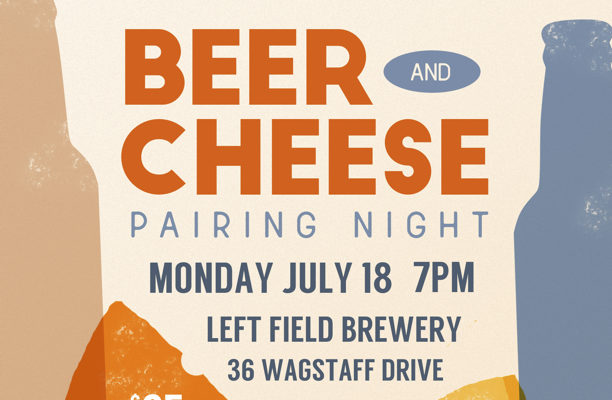 BEER AND
CHEESE
PAIRING NIGHT
MONDAY JULY 18 7PM
LEFT FIELD BREWERY
36 WAGSTAFF DRIVE